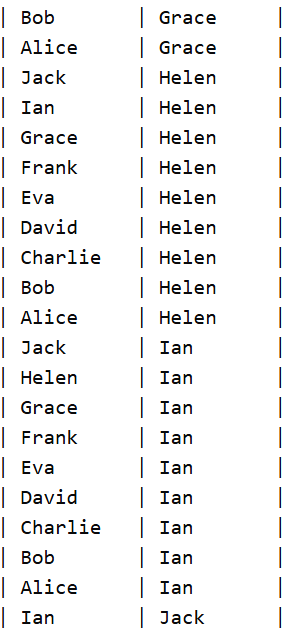 | Bob | Grace |
| Alice | Grace |
| Jack | Helen |
| Ian | Helen |
| Grace | Helen |
| Frank | Helen |
| Eva | Helen |
| David | Helen |
| Charlie | Helen |
| Bob | Helen |
| Alice | Helen |
| Jack | Ian |
| Helen | Ian |
| Grace | Ian |
| Frank | Ian |
| Eva | Ian |
| David | Ian |
| Charlie | Ian |
| Bob | Ian |
| Alice | Ian |
| Ian | Jack |